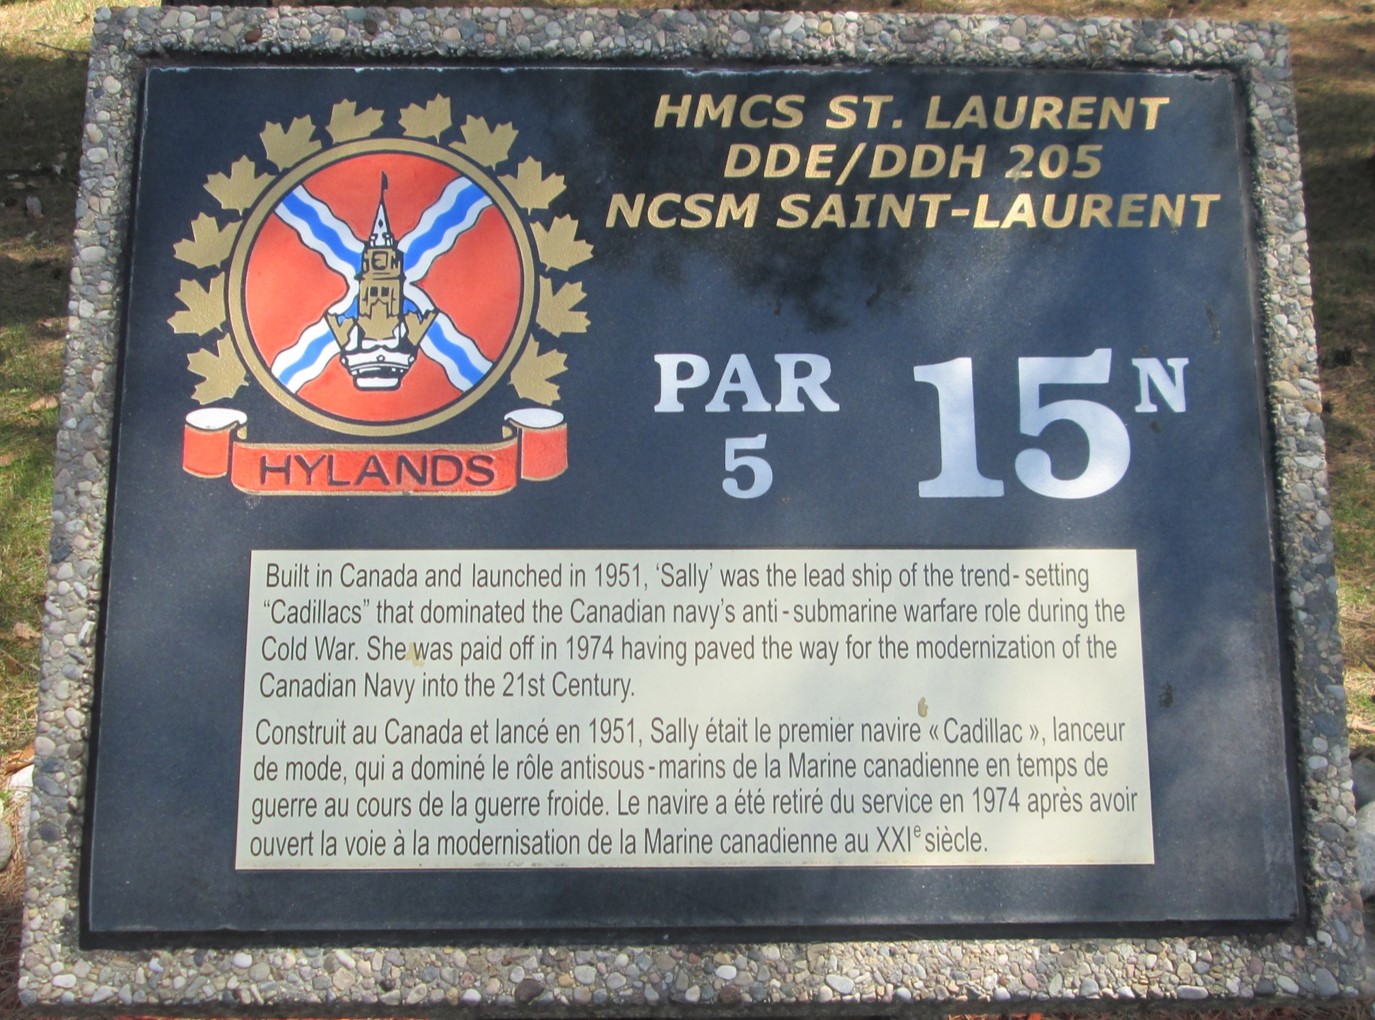 HMCS ST. LAURENT
DDE/DDH 205
NCSM SAINT-LAURENT
PAR
5
15N
HYLANDS
Built in Canada and launched in 1951, ‘Sally’ was the lead ship of the trend-setting
“Cadillacs” that dominated the Canadian navy’s anti-submarine warfare role during the
Cold War. She was paid off in 1974 having paved the way for the modernization of the
Canadian Navy into the 21st Century.
Construit au Canada et lancé en 1951, Sally était le premier navire «Cadillac », lanceur
de mode, qui a dominé le rôle antisous-marins de la Marine canadienne en temps de
guerre au cours de la guerre froide. Le navire a été retiré du service en 1974 après avoir
ouvert la voie à la modernisation de la Marine canadienne au XXIe siècle.